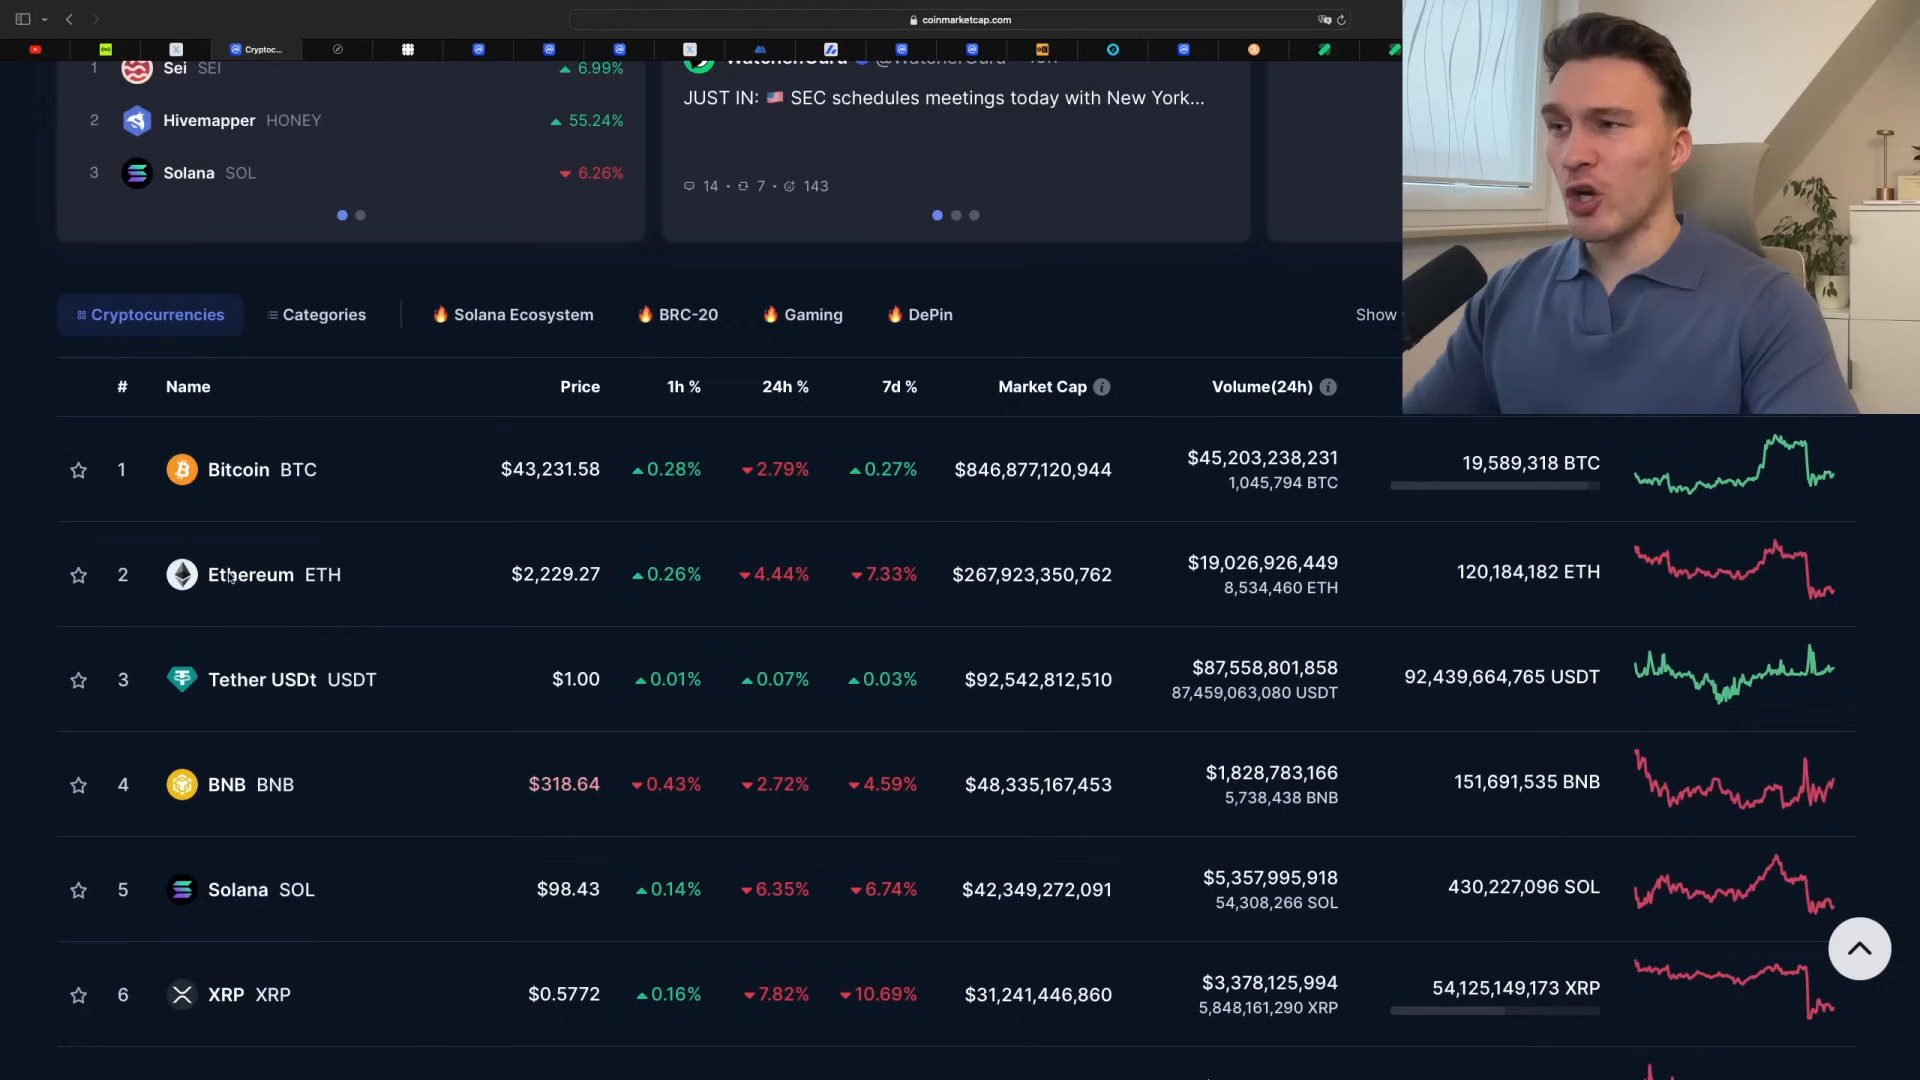 coinmarketcap.com
Cryptoc...
1 Sei SEI 6.99%
2 Hivemapper HONEY 55.24%
3 Solana SOL 6.26%
JUST IN: 🇺🇸 SEC schedules meetings today with New York...
14 • 7 • 143
Cryptocurrencies Categories 🔥 Solana Ecosystem 🔥 BRC-20 🔥 Gaming 🔥 DePin Show
# Name Price 1h % 24h % 7d % Market Cap Volume(24h)
1 Bitcoin BTC $43,231.58 0.28% 2.79% 0.27% $846,877,120,944 $45,203,238,231 19,589,318 BTC
1,045,794 BTC
2 Ethereum ETH $2,229.27 0.26% 4.44% 7.33% $267,923,350,762 $19,026,926,449 120,184,182 ETH
8,534,460 ETH
3 Tether USDt USDT $1.00 0.01% 0.07% 0.03% $92,542,812,510 $87,558,801,858 92,439,664,765 USDT
87,459,063,080 USDT
4 BNB BNB $318.64 0.43% 2.72% 4.59% $48,335,167,453 $1,828,783,166 151,691,535 BNB
5,738,438 BNB
5 Solana SOL $98.43 0.14% 6.35% 6.74% $42,349,272,091 $5,357,995,918 430,227,096 SOL
54,308,266 SOL
6 XRP XRP $0.5772 0.16% 7.82% 10.69% $31,241,446,860 $3,378,125,994 54,125,149,173 XRP
5,848,161,290 XRP